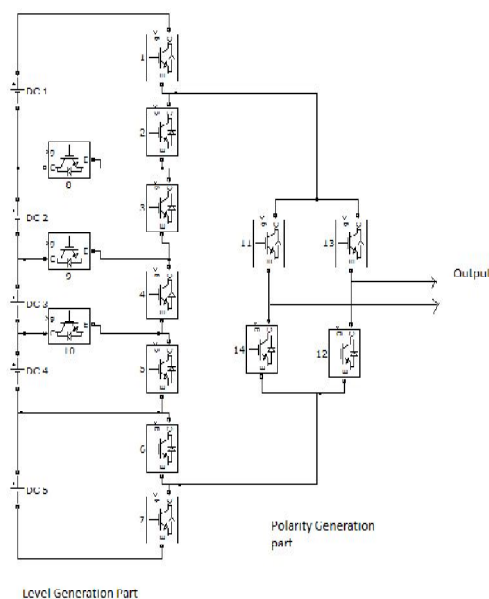 1
DC 1
2
8
3
DC 2
11
13
9
Output
4
DC 3
10
14
12
5
DC 4
6
DC 5
7
Polarity Generation
part
Level Generation Part